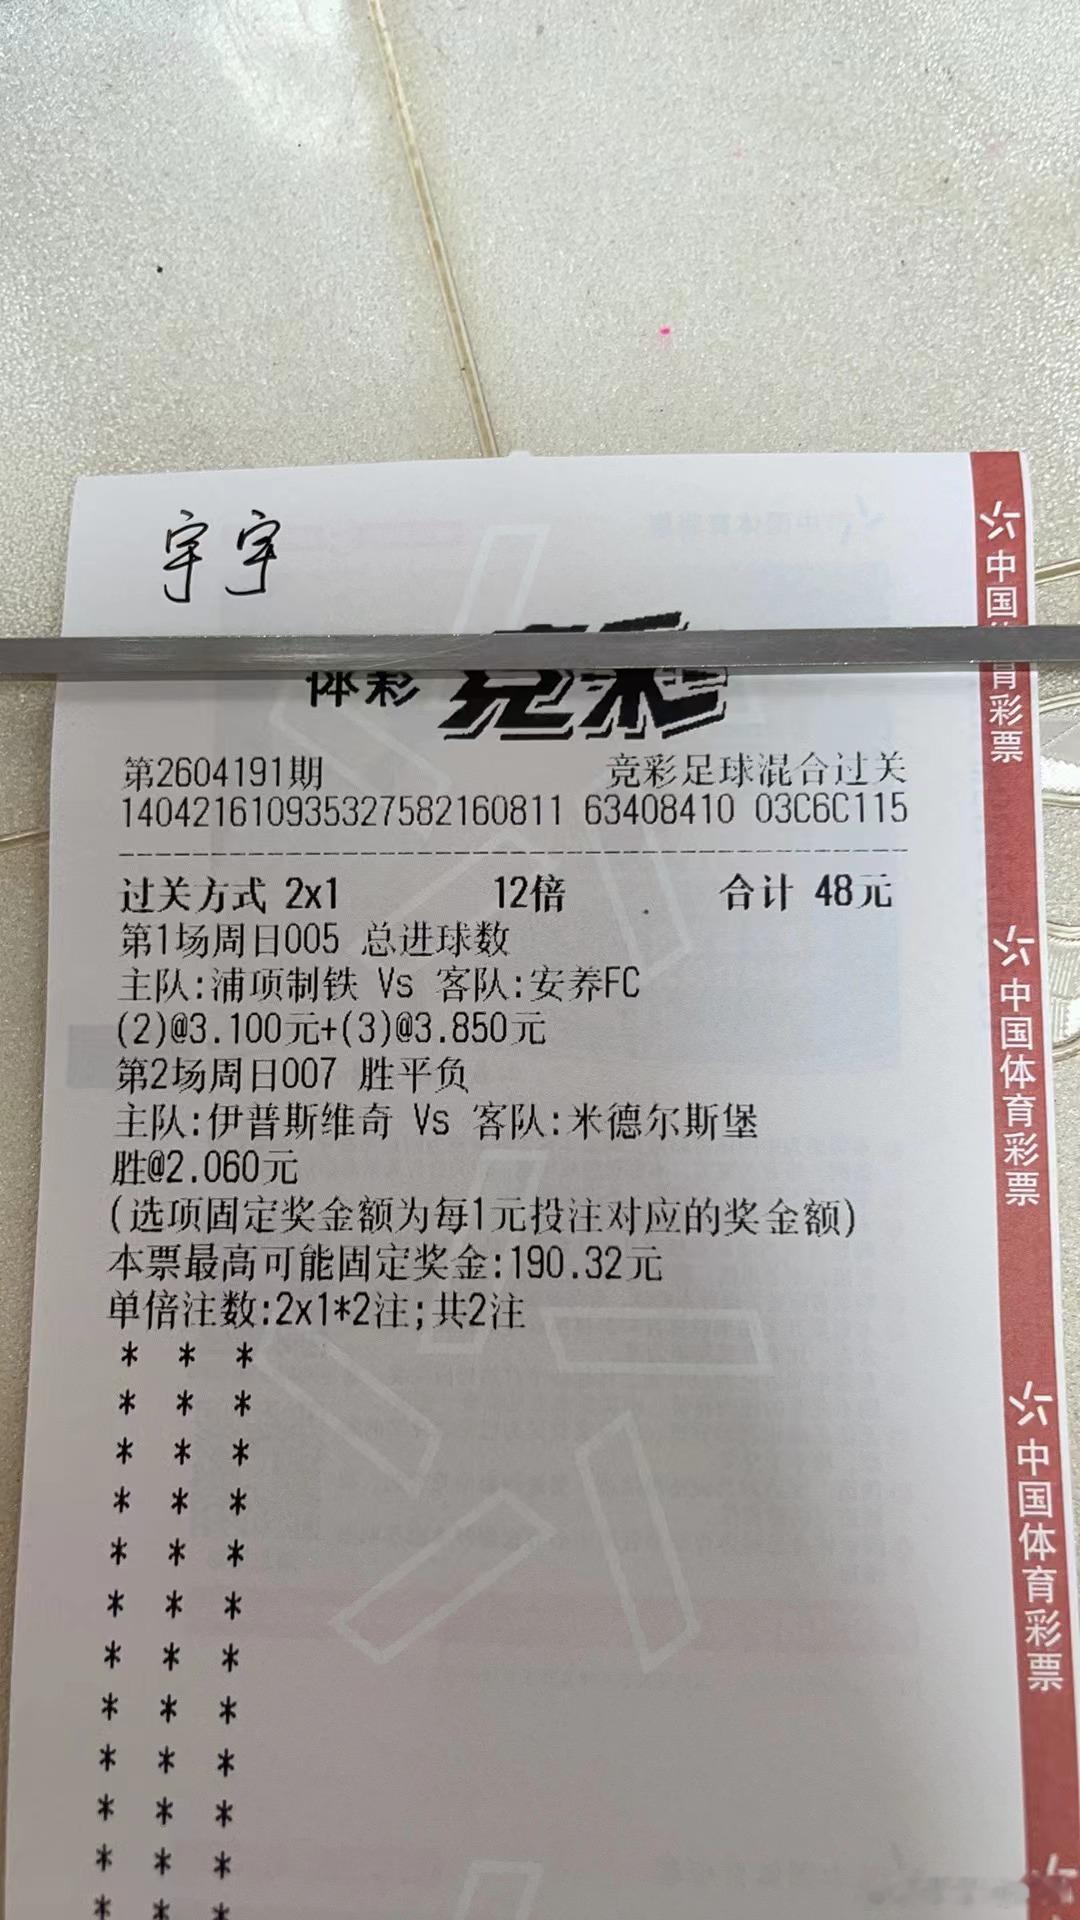 宇宇
体彩 竞彩
第2604191期 竞彩足球混合过关
140421610935327582160811 63408410 03C6C115
过关方式 2x1 12倍 合计 48元
第1场周日005 总进球数
主队:浦项制铁 Vs 客队:安养FC
(2)@3.100元+(3)@3.850元
第2场周日007 胜平负
主队:伊普斯维奇 Vs 客队:米德尔斯堡
胜@2.060元
(选项固定奖金额为每1元投注对应的奖金额)
本票最高可能固定奖金:190.32元
单倍注数:2x1*2注;共2注
* * *
* * *
* * *
* * *
* * *
* * *
* * *
* * *
* * *
* * *
* * *
* * *
中国体育彩票
中国体育彩票
中国体育彩票